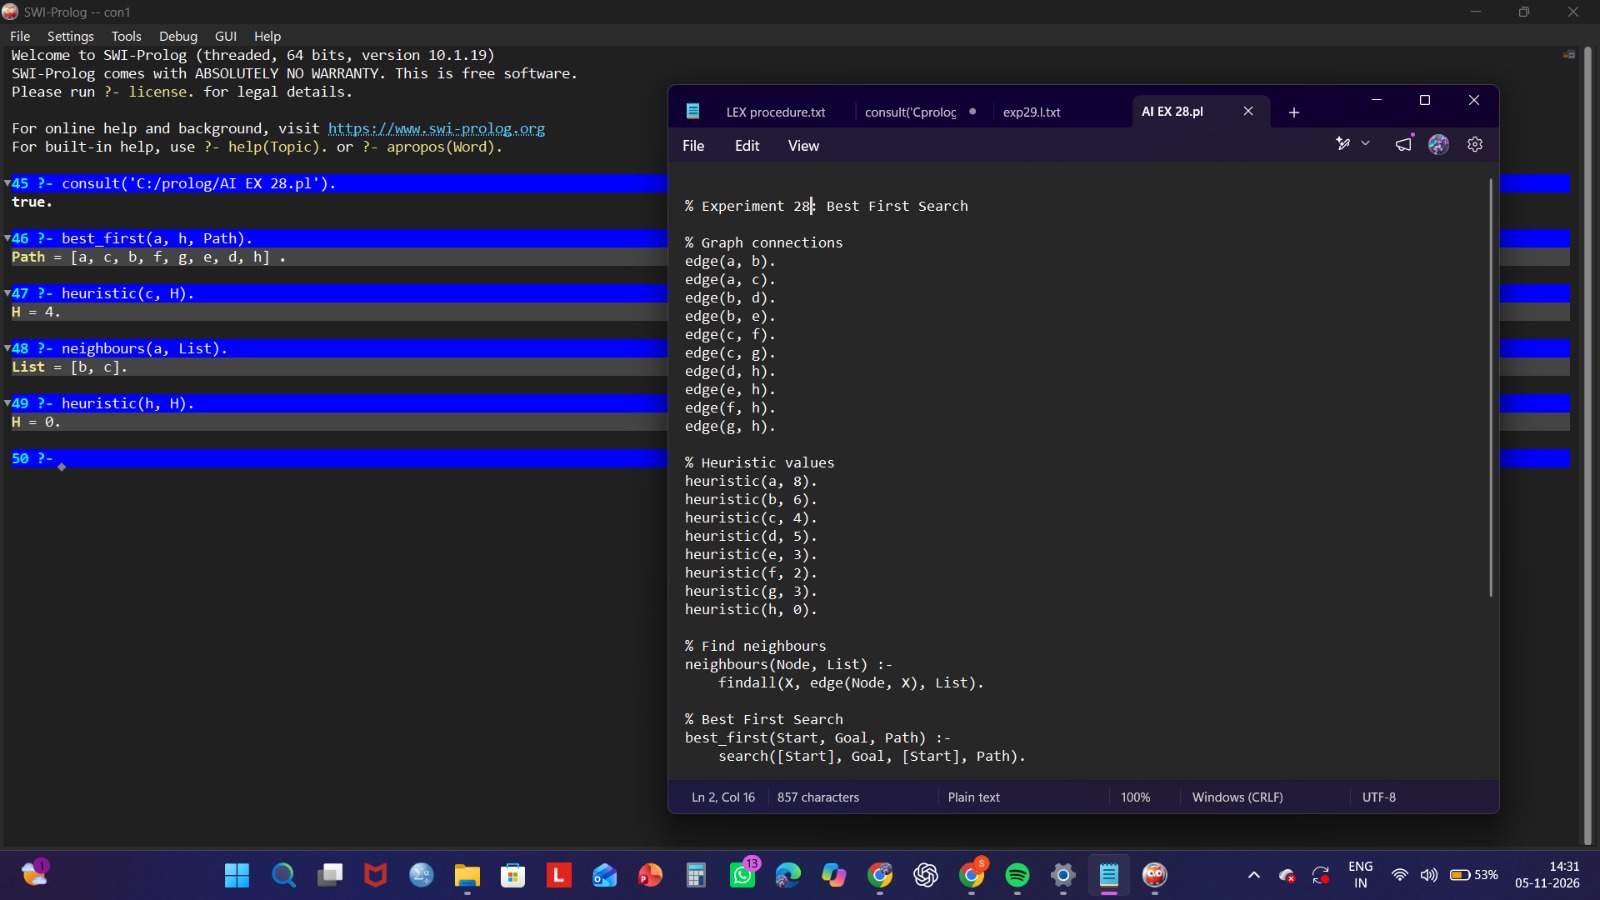 SWI-Prolog -- con1
File Settings Tools Debug GUI Help
Welcome to SWI-Prolog (threaded, 64 bits, version 10.1.19)
SWI-Prolog comes with ABSOLUTELY NO WARRANTY. This is free software.
Please run ?- license. for legal details.
For online help and background, visit https://www.swi-prolog.org
For built-in help, use ?- help(Topic). or ?- apropos(Word).
45 ?- consult('C:/prolog/AI EX 28.pl').
true.
46 ?- best_first(a, h, Path).
Path = [a, c, b, f, g, e, d, h] .
47 ?- heuristic(c, H).
H = 4.
48 ?- neighbours(a, List).
List = [b, c].
49 ?- heuristic(h, H).
H = 0.
50 ?-
LEX procedure.txt consult('Cprolog exp29.l.txt AI EX 28.pl
File Edit View
% Experiment 28: Best First Search
% Graph connections
edge(a, b).
edge(a, c).
edge(b, d).
edge(b, e).
edge(c, f).
edge(c, g).
edge(d, h).
edge(e, h).
edge(f, h).
edge(g, h).
% Heuristic values
heuristic(a, 8).
heuristic(b, 6).
heuristic(c, 4).
heuristic(d, 5).
heuristic(e, 3).
heuristic(f, 2).
heuristic(g, 3).
heuristic(h, 0).
% Find neighbours
neighbours(Node, List) :-
findall(X, edge(Node, X), List).
% Best First Search
best_first(Start, Goal, Path) :-
search([Start], Goal, [Start], Path).
Ln 2, Col 16 857 characters Plain text 100% Windows (CRLF) UTF-8
1
L
13
S
ENG
IN
53%
14:31
05-11-2026